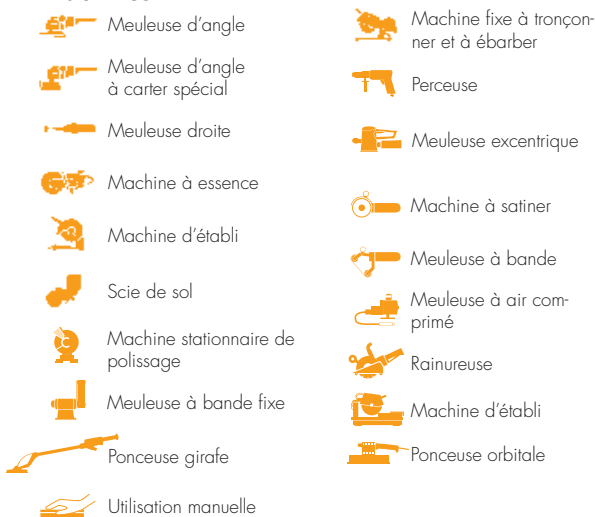 Meuleuse d'angle
Meuleuse d'angle
à carter spécial
Meuleuse droite
Machine à essence
Machine d'établi
Scie de sol
Machine stationnaire de
polissage
Meuleuse à bande fixe
Ponceuse girafe
Utilisation manuelle
Machine fixe à tronçon-
ner et à ébarber
Perceuse
Meuleuse excentrique
Machine à satiner
Meuleuse à bande
Meuleuse à air com-
primé
Rainureuse
Machine d'établi
Ponceuse orbitale